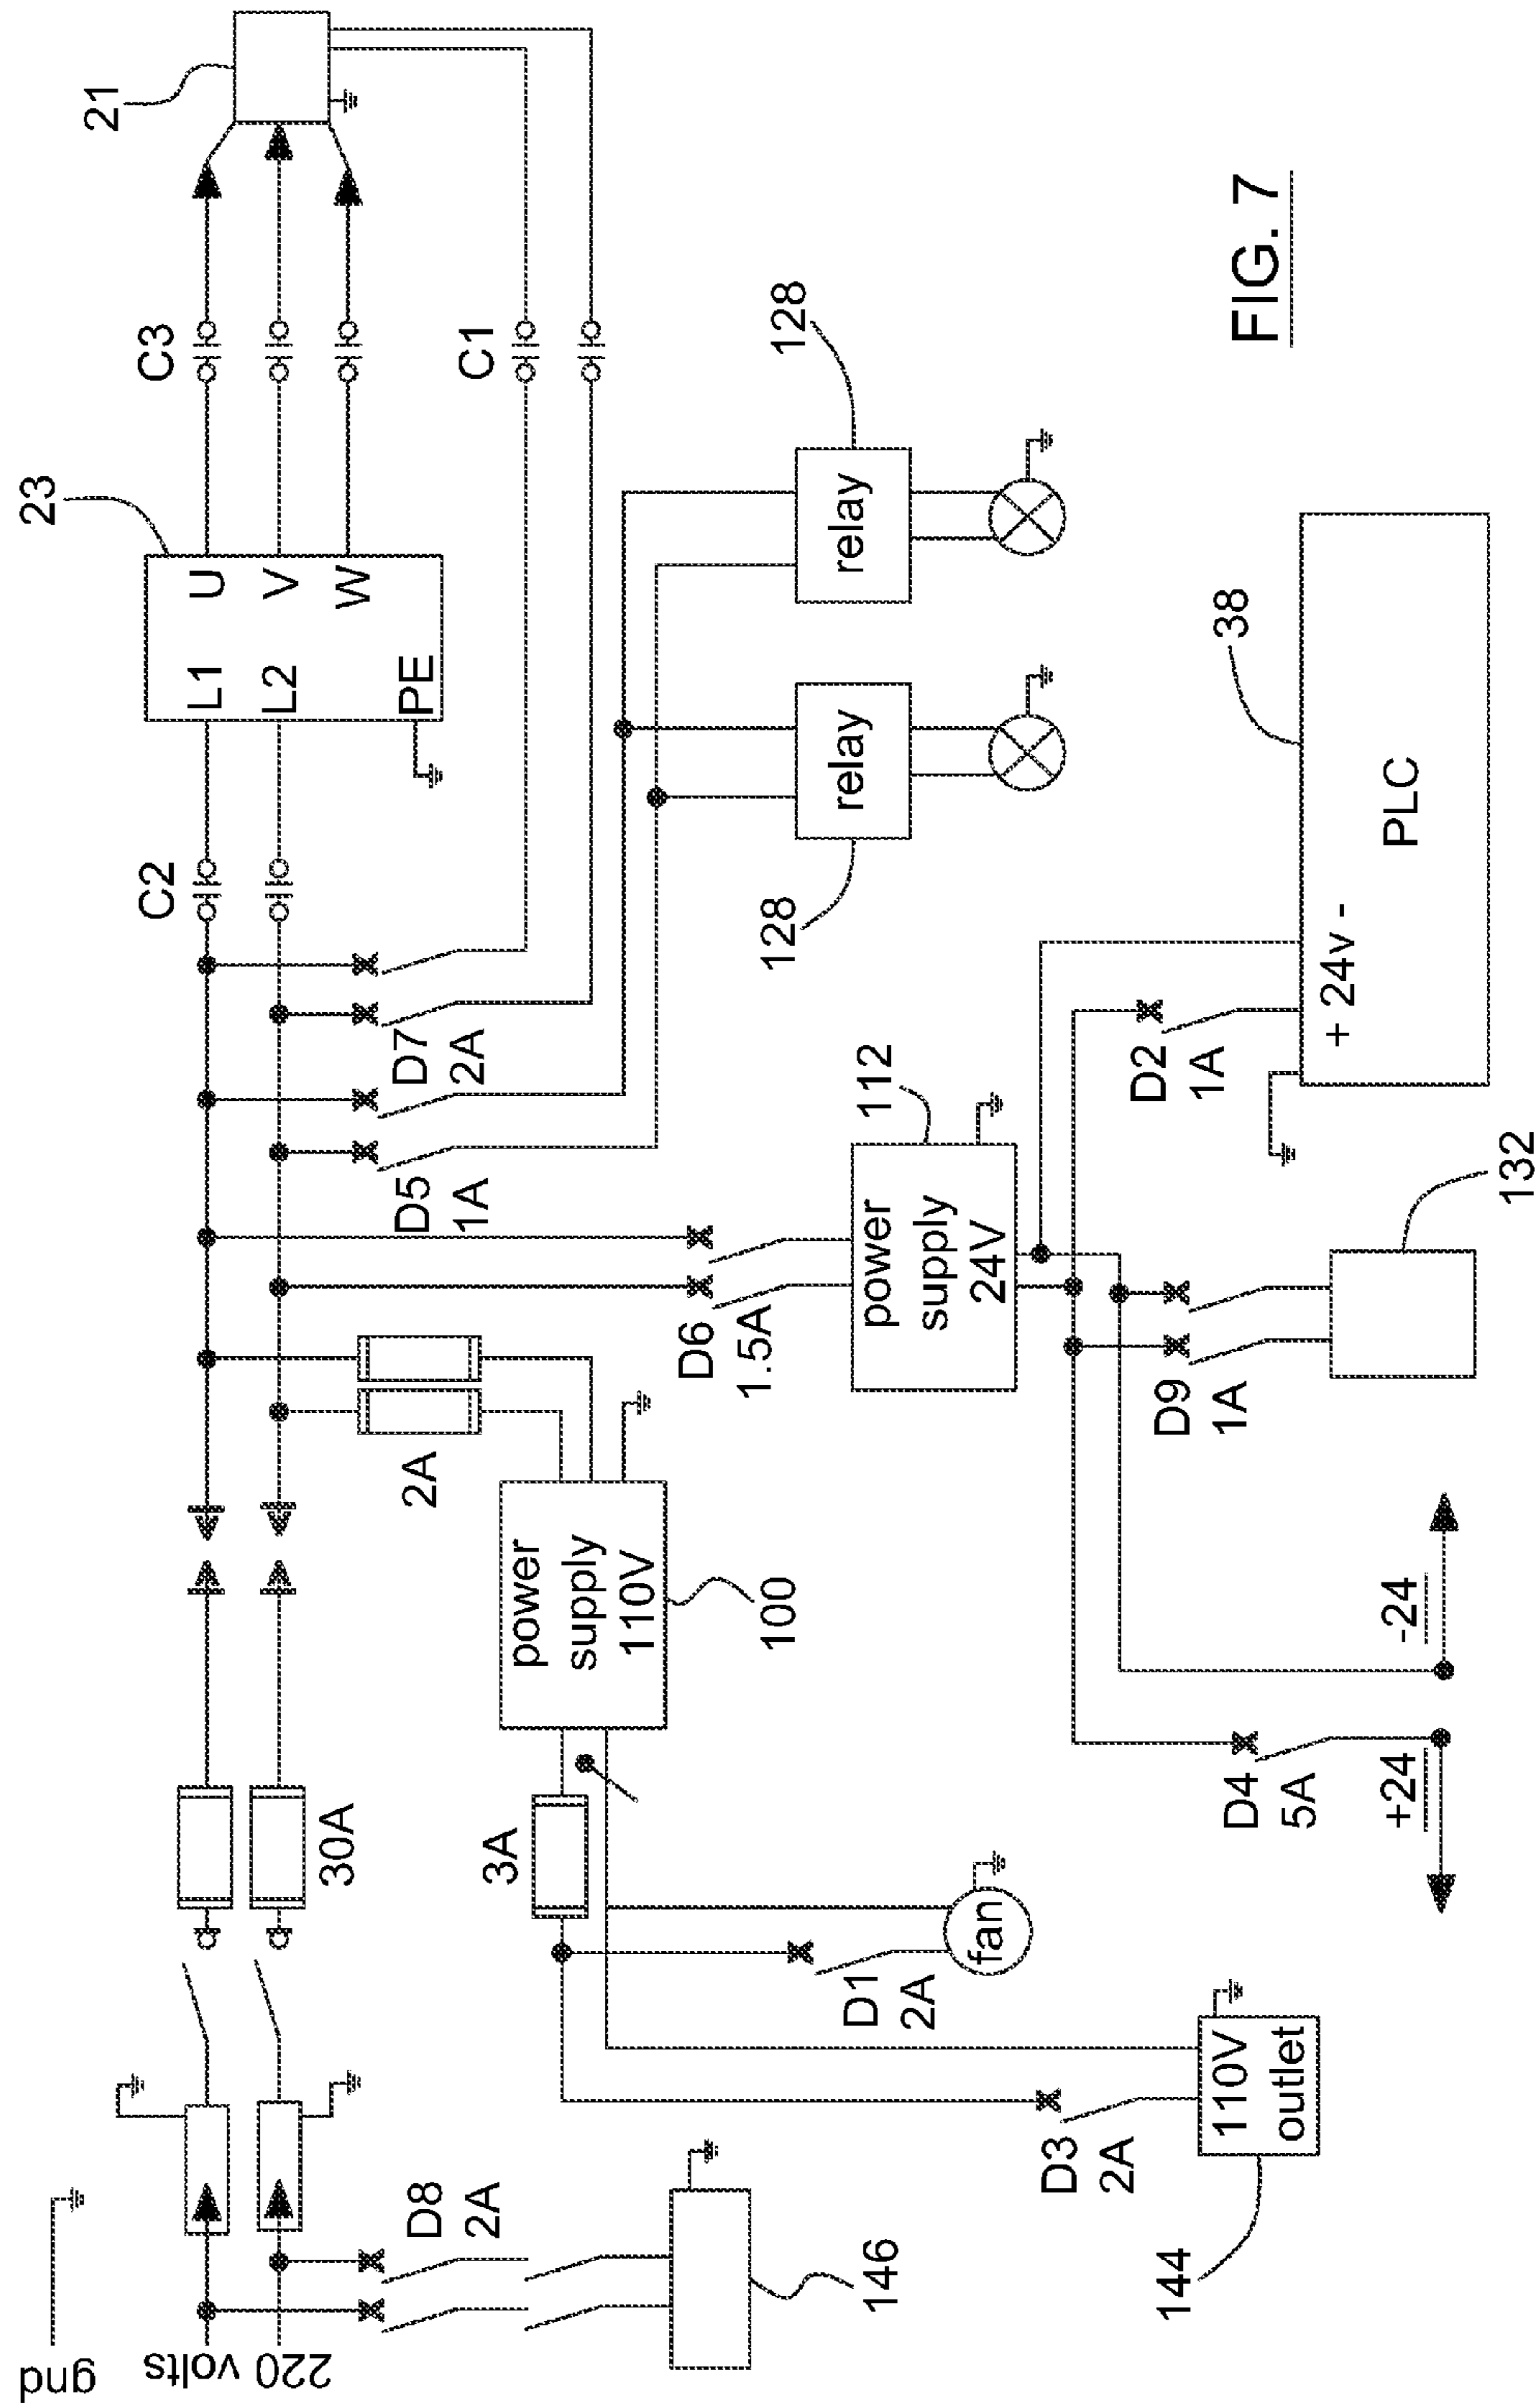 gnd
220 volts
D8
2A
146
30A
C2
L1
L2
PE
U
V
W
23
C3
21
C1
D7
2A
D5
1A
2A
power
supply
110V
100
3A
D1
2A
fan
D3
2A
110V
outlet
144
D6
1.5A
power
supply
24V
112
relay
128
relay
128
D2
1A
+ 24v -
PLC
38
D9
1A
132
D4
5A
+24
-24
FIG. 7